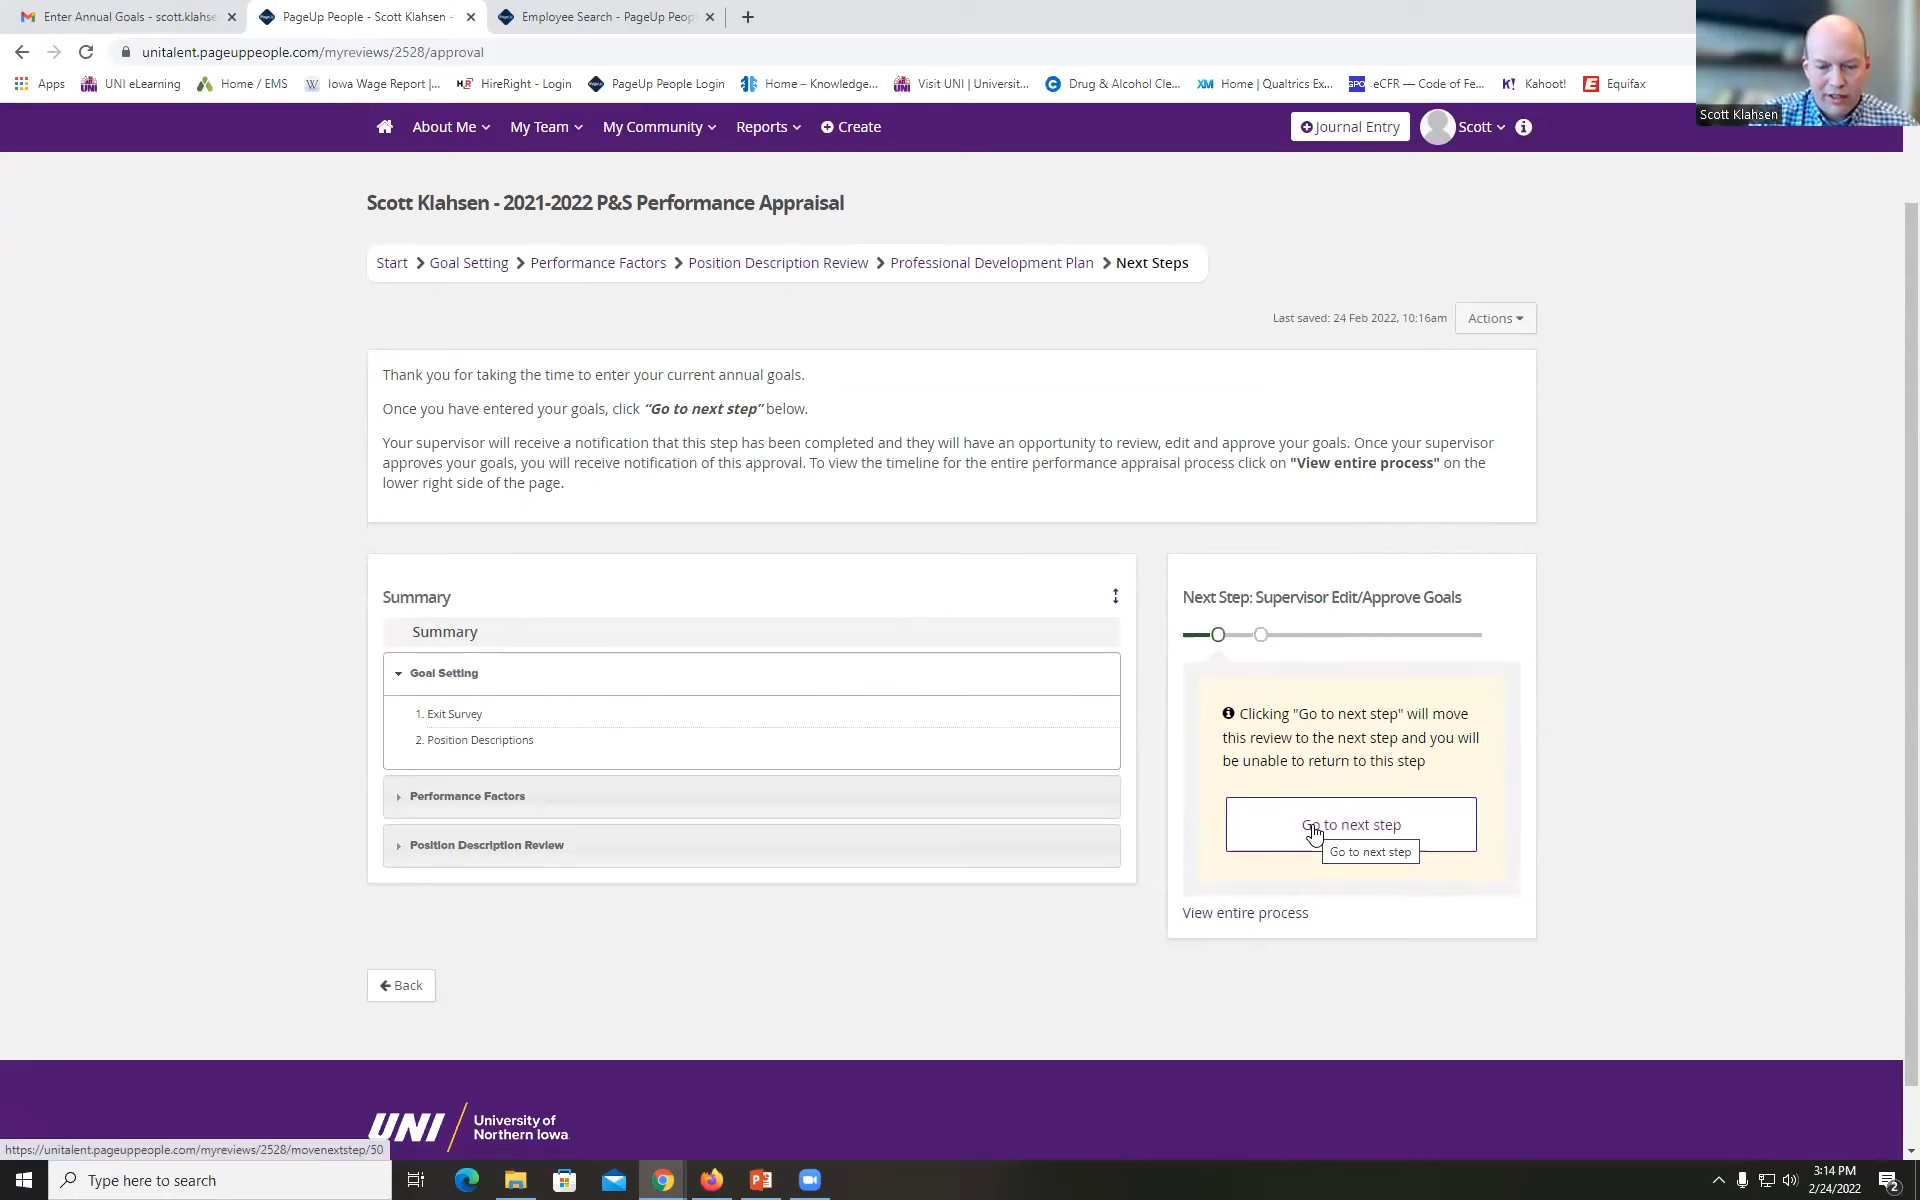 Enter Annual Goals - scott.klahse
PageUp People - Scott Klahsen -
Employee Search - PageUp Peop
unitalent.pageuppeople.com/myreviews/2528/approval
Apps
UNI eLearning
Home / EMS
Iowa Wage Report |...
HireRight - Login
PageUp People Login
Home – Knowledge...
Visit UNI | Universit...
Drug & Alcohol Cle...
Home | Qualtrics Ex...
eCFR — Code of Fe...
Kahoot!
Equifax
Scott Klahsen
About Me
My Team
My Community
Reports
Create
Journal Entry
Scott
Scott Klahsen - 2021-2022 P&S Performance Appraisal
Start > Goal Setting > Performance Factors > Position Description Review > Professional Development Plan > Next Steps
Last saved: 24 Feb 2022, 10:16am
Actions
Thank you for taking the time to enter your current annual goals.
Once you have entered your goals, click “Go to next step” below.
Your supervisor will receive a notification that this step has been completed and they will have an opportunity to review, edit and approve your goals. Once your supervisor
approves your goals, you will receive notification of this approval. To view the timeline for the entire performance appraisal process click on "View entire process" on the
lower right side of the page.
Summary
Summary
Goal Setting
1. Exit Survey
2. Position Descriptions
Performance Factors
Position Description Review
Next Step: Supervisor Edit/Approve Goals
Clicking "Go to next step" will move
this review to the next step and you will
be unable to return to this step
Go to next step
Go to next step
View entire process
Back
UNI
University of
Northern Iowa.
https://unitalent.pageuppeople.com/myreviews/2528/movenextstep/50
Type here to search
3:14 PM
2/24/2022
2